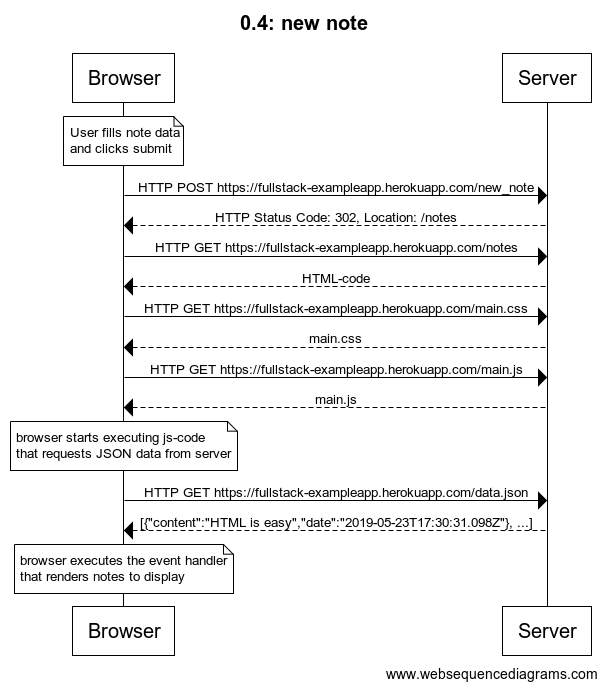 0.4: new note
Browser
Server
User fills note data
and clicks submit
HTTP POST https://fullstack-exampleapp.herokuapp.com/new_note
HTTP Status Code: 302, Location: /notes
HTTP GET https://fullstack-exampleapp.herokuapp.com/notes
HTML-code
HTTP GET https://fullstack-exampleapp.herokuapp.com/main.css
main.css
HTTP GET https://fullstack-exampleapp.herokuapp.com/main.js
main.js
browser starts executing js-code
that requests JSON data from server
HTTP GET https://fullstack-exampleapp.herokuapp.com/data.json
[{"content":"HTML is easy","date":"2019-05-23T17:30:31.098Z"}, ...]
browser executes the event handler
that renders notes to display
Browser
Server
www.websequencediagrams.com